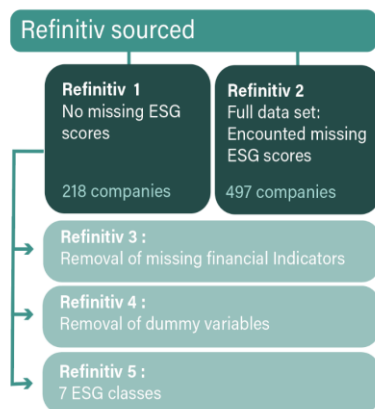 Refinitiv sourced
Refinitiv 1
No missing ESG
scores
218 companies
Refinitiv 2
Full data set:
Encounted missing
ESG scores
497 companies
Refinitiv 3 :
Removal of missing financial Indicators
Refinitiv 4 :
Removal of dummy variables
Refinitiv 5 :
7 ESG classes